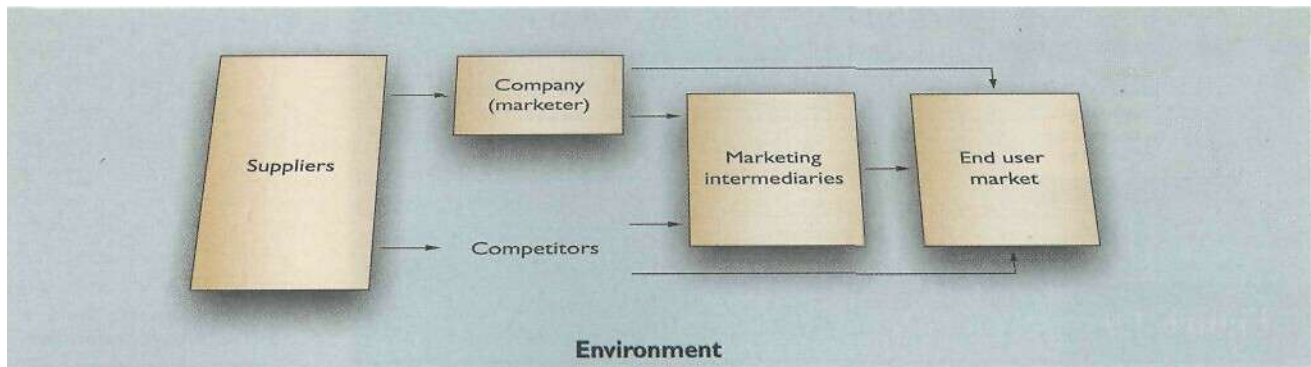 Company
(marketer)
Suppliers
Marketing
intermediaries
End user
market
Competitors
Environment